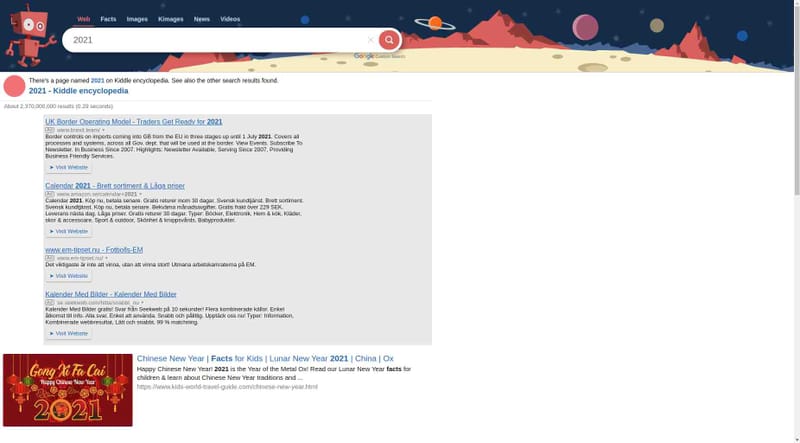 Web Facts Images Kimages News Videos
2021
Google Custom Search
There's a page named 2021 on Kiddle encyclopedia. See also the other search results found.
2021 - Kiddle encyclopedia
About 2,370,000,000 results (0.29 seconds)
UK Border Operating Model - Traders Get Ready for 2021
Ad
Border controls on imports coming into GB from the EU in three stages up until 1 July 2021. Covers all
processes and systems, across all Gov. dept. that will be used at the border. View Events. Subscribe To
Newsletter. In Business Since 2007. Highlights: Newsletter Available, Serving Since 2007, Providing
Business Friendly Services.
➤ Visit Website
Calendar 2021 - Brett sortiment & Låga priser
Ad www.amazon.se/calendar+2021
Calendar 2021. Köp nu, betala senare. Gratis returer inom 30 dagar. Svensk kundtjänst. Brett sortiment.
Svensk kundtjänst. Köp nu, betala senare. Bekväma månadsavgifter. Gratis frakt över 229 SEK.
Leverans nästa dag. Låga priser. Gratis returer 30 dagar. Typer: Böcker, Elektronik, Hem & kök, Kläder,
skor & accessoare, Sport & outdoor, Skönhet & kroppsvård, Babyprodukter.
➤ Visit Website
www.em-tipset.nu - Fotbolls-EM
Ad www.em-tipset.nu/
Det viktigaste är inte att vinna, utan att vinna stort! Utmana arbetskamraterna på EM.
➤ Visit Website
Kalender Med Bilder - Kalender Med Bilder
Ad se.seekweb.com/hitta/snabbt_nu
Kalender Med Bilder gratis! Svar från Seekweb på 10 sekunder! Flera kombinerade källor. Enkel
åtkomst till info. Alla svar. Enkel att använda. Snabb och pålitlig. Upptäck oss nu! Typer: Information,
Kombinerade webbresultat, Lätt och snabbt, 99 % matchning.
➤ Visit Website
Gong Xi Fa Cai
Happy Chinese New Year
2021
Chinese New Year | Facts for Kids | Lunar New Year 2021 | China | Ox
Happy Chinese New Year! 2021 is the Year of the Metal Ox! Read our Lunar New Year facts for
children & learn about Chinese New Year traditions and ...
https://www.kids-world-travel-guide.com/chinese-new-year.html